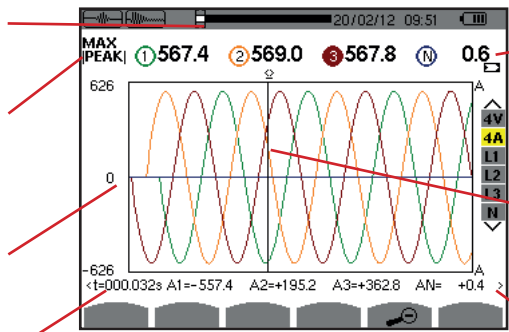 20/02/12 09:51
MAX
|PEAK| 1 567.4 2 569.0 3 567.8 N 0.6
626 A
4V
4A
L1
0 L2
L3
N
-626 A
<t=000.032s A1=-557.4 A2=+195.2 A3=+362.8 AN= +0.4 >